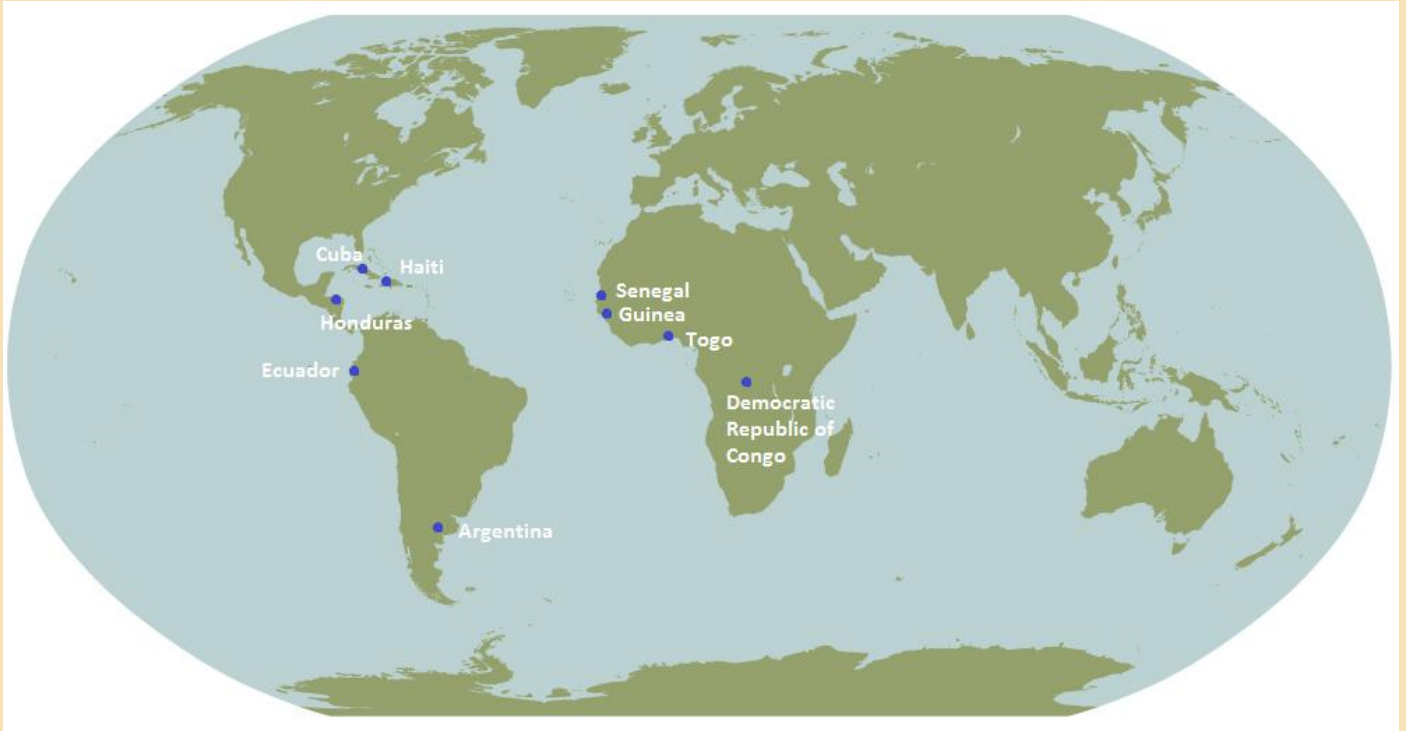 Cuba
Haiti
Senegal
Guinea
Honduras
Togo
Ecuador
Democratic
Republic of
Congo
Argentina